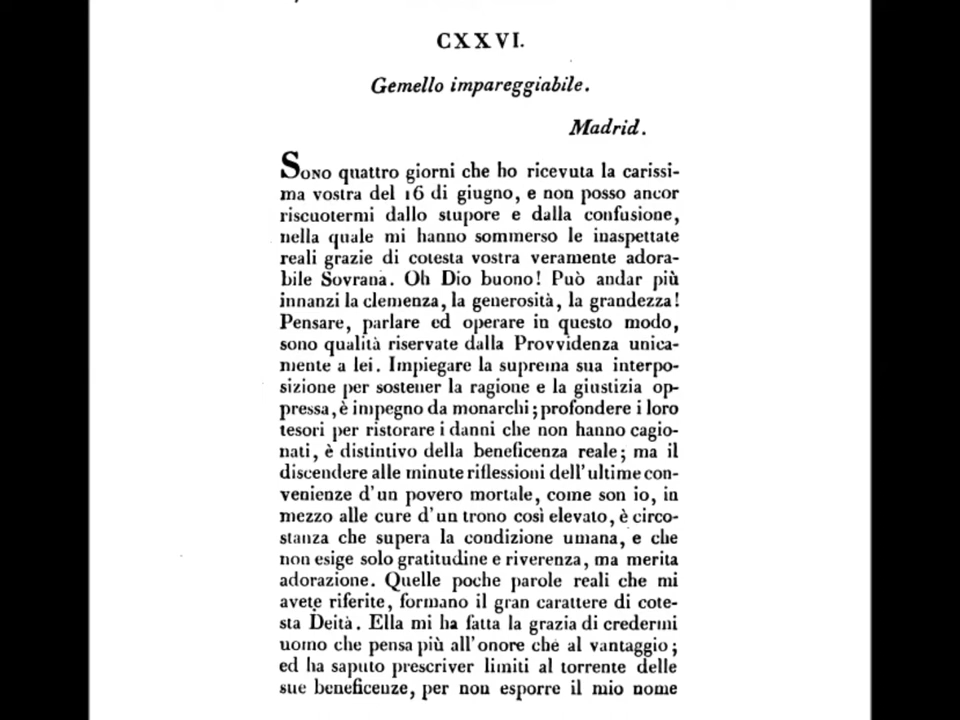 CXXVI.
Gemello impareggiabile.
Madrid.
Sono quattro giorni che ho ricevuta la carissi-
ma vostra del 16 di giugno, e non posso ancor
riscuotermi dallo stupore e dalla confusione,
nella quale mi hanno sommerso le inaspettate
reali grazie di cotesta vostra veramente adora-
bile Sovrana. Oh Dio buono! Può andar più
innanzi la clemenza, la generosità, la grandezza!
Pensare, parlare ed operare in questo modo,
sono qualità riservate dalla Provvidenza unica-
mente a lei. Impiegare la suprema sua interpo-
sizione per sostener la ragione e la giustizia op-
pressa, è impegno da monarchi; profondere i loro
tesori per ristorare i danni che non hanno cagio-
nati, è distintivo della beneficenza reale; ma il
discendere alle minute riflessioni dell'ultime con-
venienze d'un povero mortale, come son io, in
mezzo alle cure d'un trono così elevato, è circo-
stanza che supera la condizione umana, e che
non esige solo gratitudine e riverenza, ma merita
adorazione. Quelle poche parole reali che mi
avete riferite, formano il gran carattere di cote-
sta Deità. Ella mi ha fatta la grazia di credermi
uomo che pensa più all'onore che al vantaggio;
ed ha saputo prescriver limiti al torrente delle
sue beneficenze, per non esporre il mio nome